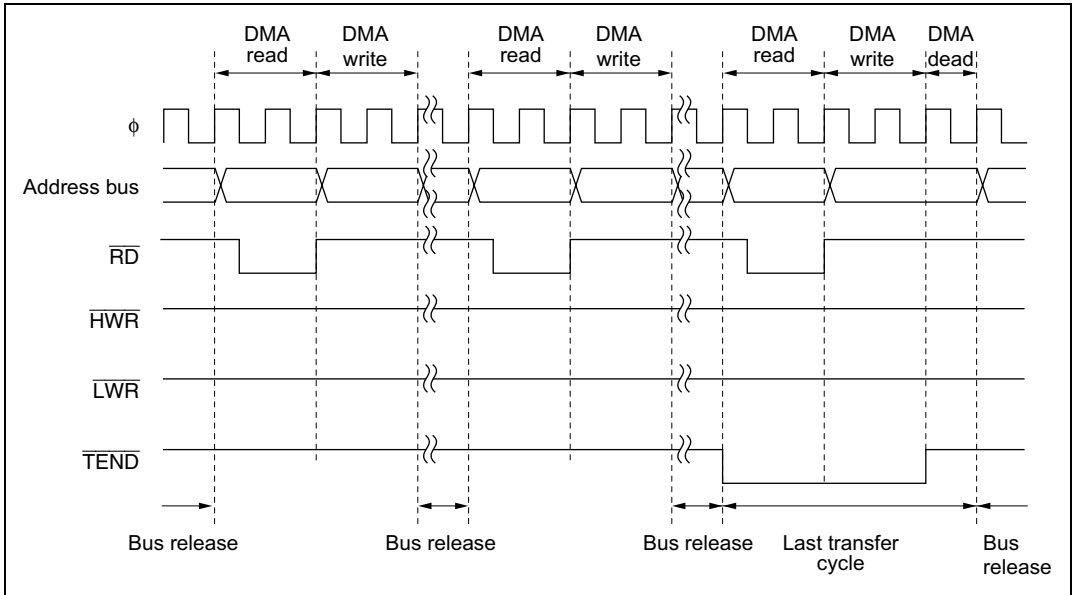 DMA read
DMA write
DMA read
DMA write
DMA read
DMA write
DMA dead
φ
Address bus
RD
HWR
LWR
TEND
Bus release
Bus release
Bus release
Last transfer cycle
Bus release